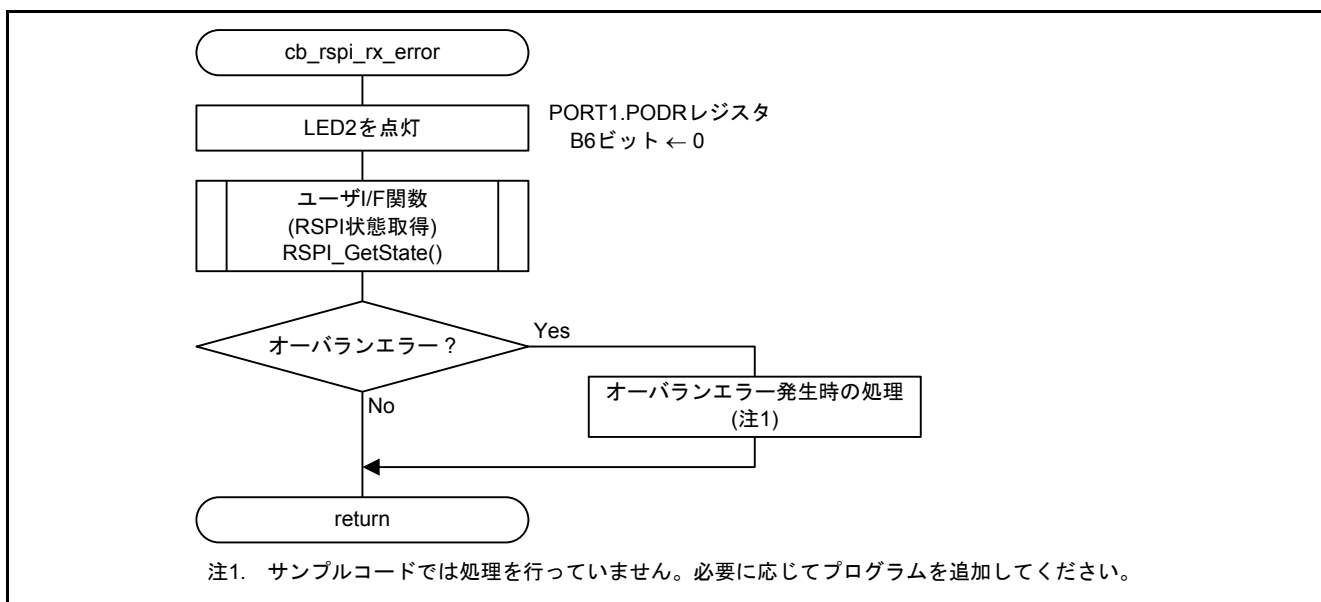 cb_rspi_rx_error
LED2を点灯
PORT1.PODRレジスタ
B6ビット ← 0
ユーザI/F関数
(RSPI状態取得)
RSPI_GetState()
オーバランエラー ?
Yes
オーバランエラー発生時の処理
(注1)
No
return
注1. サンプルコードでは処理を行っていません。必要に応じてプログラムを追加してください。